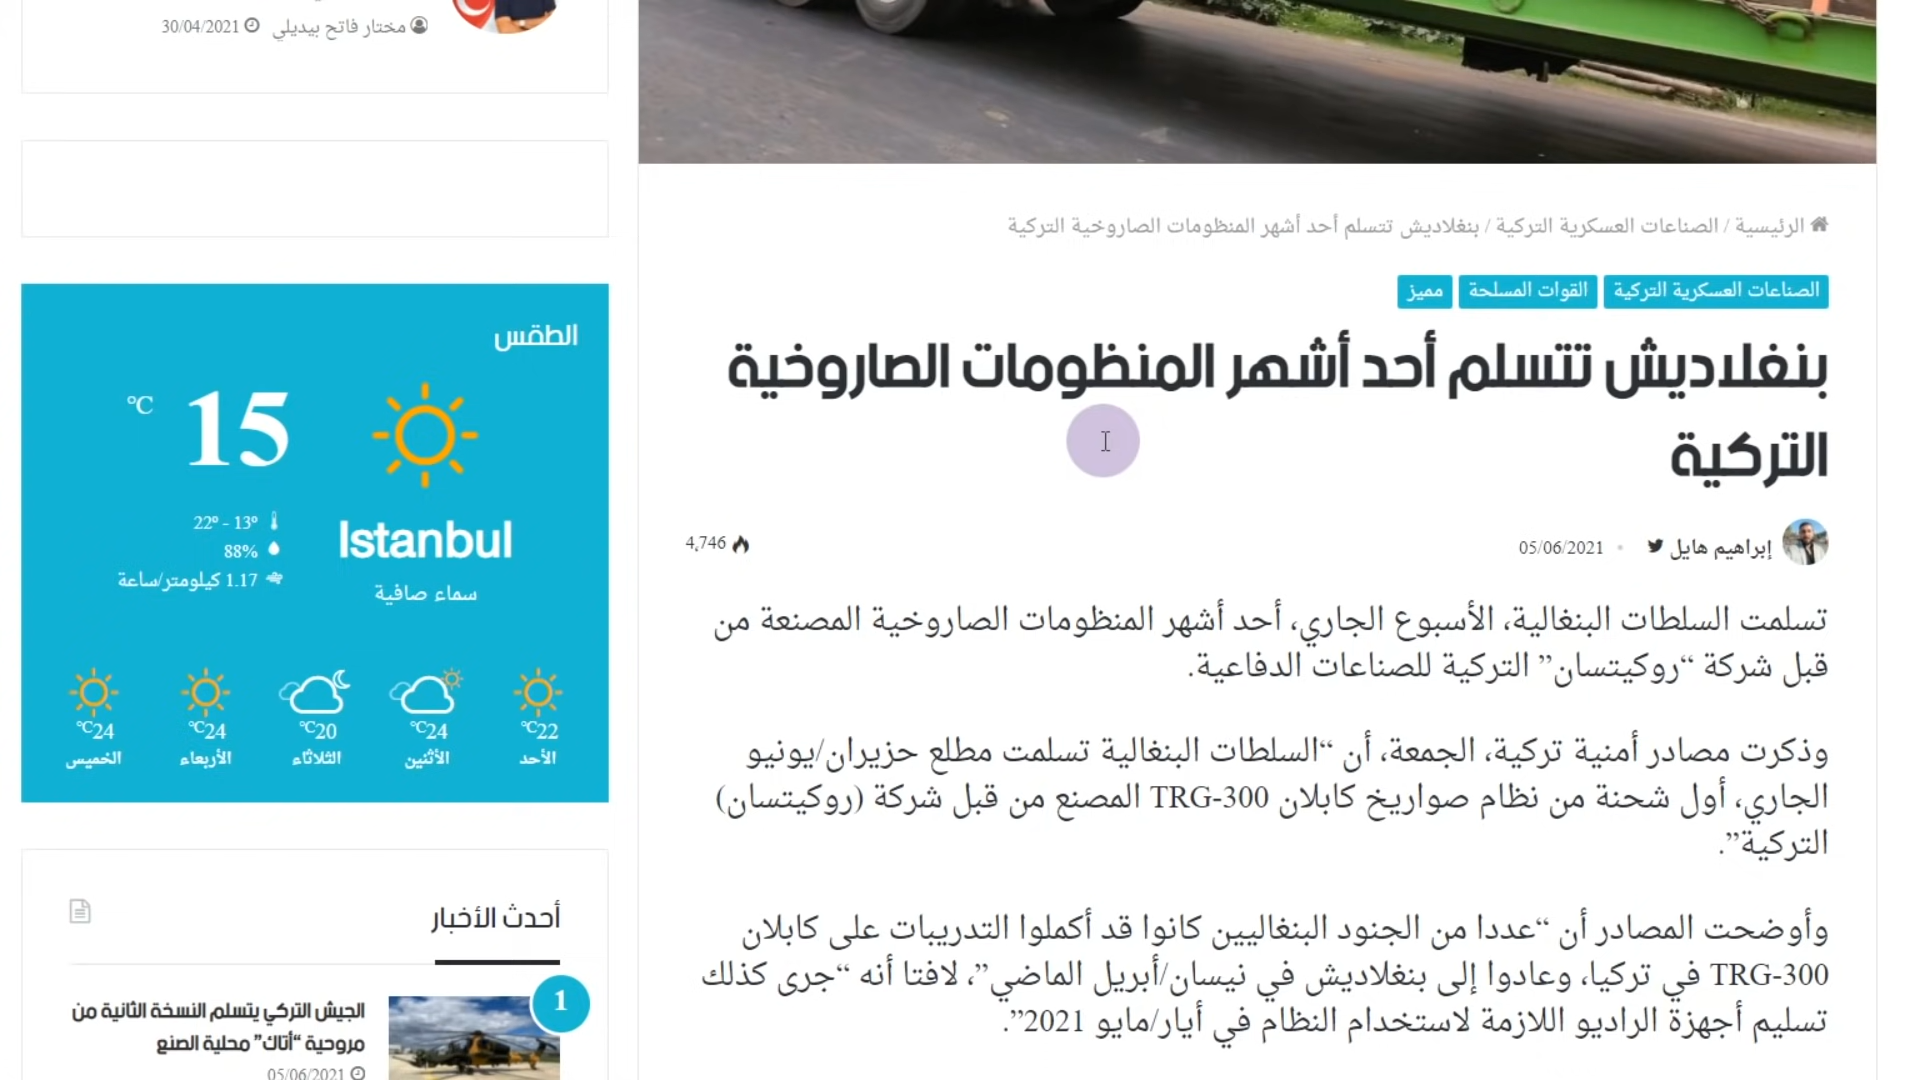 مختار فاتح بيديلي 30/04/2021
الرئيسية / الصناعات العسكرية التركية / بنغلاديش تتسلم أحد أشهر المنظومات الصاروخية التركية
الصناعات العسكرية التركية
القوات المسلحة
مميز
بنغلاديش تتسلم أحد أشهر المنظومات الصاروخية
التركية
إبراهيم هايل 05/06/2021
4,746
تسلمت السلطات البنغالية، الأسبوع الجاري، أحد أشهر المنظومات الصاروخية المصنعة من
قبل شركة “روكيتسان” التركية للصناعات الدفاعية.
وذكرت مصادر أمنية تركية، الجمعة، أن “السلطات البنغالية تسلمت مطلع حزيران/يونيو
الجاري، أول شحنة من نظام صواريخ كابلان TRG-300 المصنع من قبل شركة (روكيتسان)
التركية”.
وأوضحت المصادر أن “عددا من الجنود البنغاليين كانوا قد أكملوا التدريبات على كابلان
TRG-300 في تركيا، وعادوا إلى بنغلاديش في نيسان/أبريل الماضي”، لافتا أنه “جرى كذلك
تسليم أجهزة الراديو اللازمة لاستخدام النظام في أيار/مايو 2021”.
الطقس
15 ℃
Istanbul
سماء صافية
22º - 13º
88%
1.17 كيلومتر/ساعة
22℃
24℃
20℃
24℃
24℃
الأحد
الأثنين
الثلاثاء
الأربعاء
الخميس
أحدث الأخبار
1
الجيش التركي يتسلم النسخة الثانية من
مروحية “أتاك” محلية الصنع
05/06/2021